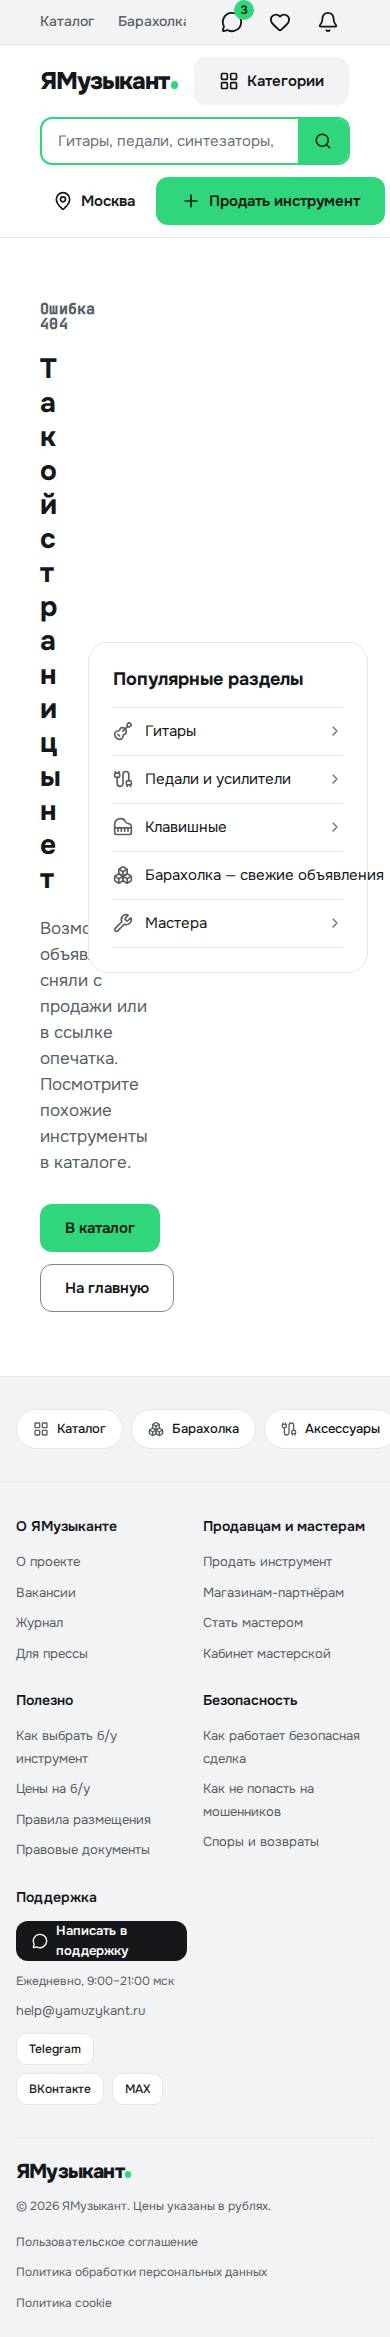 Каталог
Барахолка
3
ЯМузыкант.
Категории
Гитары, педали, синтезаторы,
Москва
Продать инструмент
Ошибка
404
Т
а
к
о
й
с
т
р
а
н
и
ц
ы
н
е
т
Популярные разделы
Гитары
Педали и усилители
Клавишные
Барахолка — свежие объявления
Мастера
сняли с
продажи или
в ссылке
опечатка.
Посмотрите
похожие
инструменты
в каталоге.
В каталог
На главную
Каталог
Барахолка
Аксессуары
О ЯМузыканте
О проекте
Вакансии
Журнал
Для прессы
Продавцам и мастерам
Продать инструмент
Магазинам-партнёрам
Стать мастером
Кабинет мастерской
Полезно
Как выбрать б/у
инструмент
Цены на б/у
Правила размещения
Правовые документы
Безопасность
Как работает безопасная
сделка
Как не попасть на
мошенников
Споры и возвраты
Поддержка
Написать в
поддержку
Ежедневно, 9:00–21:00 мск
help@yamuzykant.ru
Telegram
ВКонтакте
MAX
ЯМузыкант.
© 2026 ЯМузыкант. Цены указаны в рублях.
Пользовательское соглашение
Политика обработки персональных данных
Политика cookie